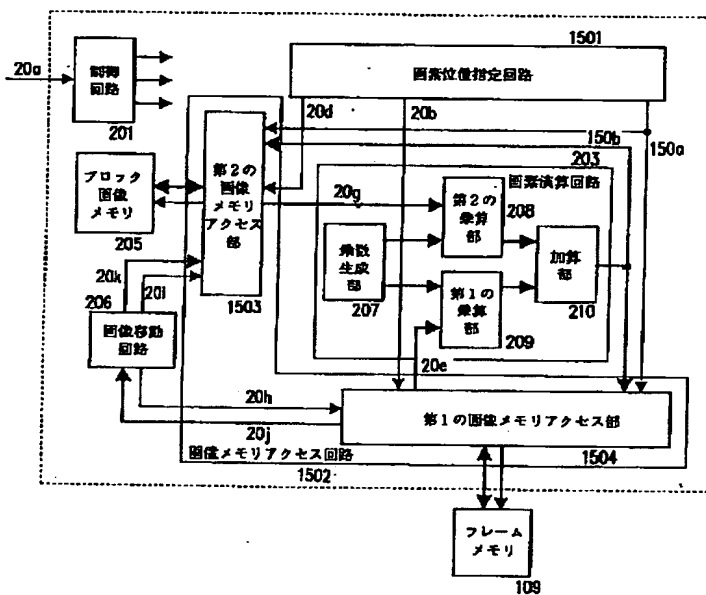 1501
画素位置指定回路
20a
制御
回路
201
20d
20b
150b
150a
203
画素演算回路
第2の
画像
メモリ
アクセス
部
1503
ブロック
画像
メモリ
205
20g
第2の
乗算
部
208
乗数
生成
部
207
第1の
乗算
部
209
加算
部
210
20k
20i
206
画像移動
回路
20e
20h
20j
第1の画像メモリアクセス部
1504
画像メモリアクセス回路
1502
フレーム
メモリ
109